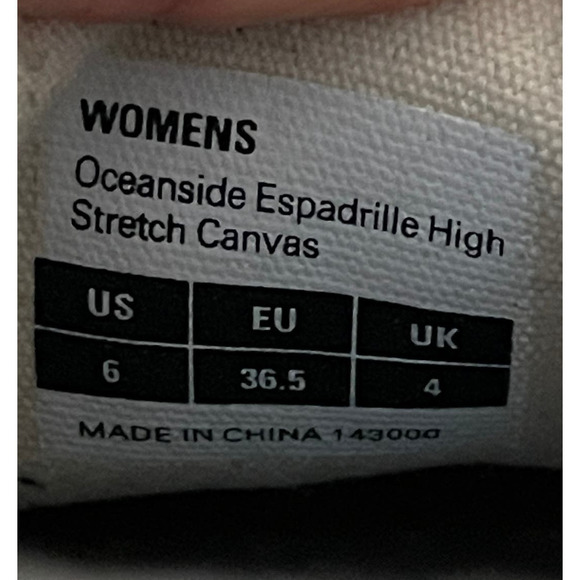 WOMENS
Oceanside Espadrille High
Stretch Canvas
US EU UK
6 36.5 4
MADE IN CHINA 143000